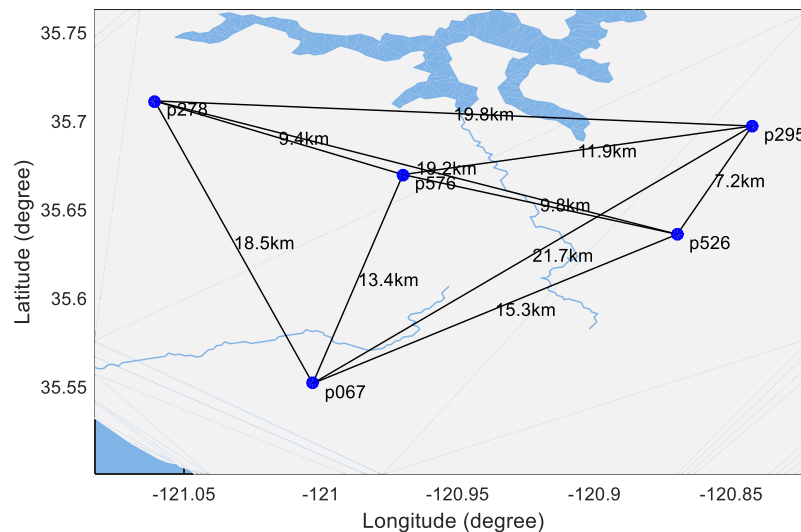 35.75
35.7
35.65
35.6
35.55
Latitude (degree)
p278
19.8km
p295
9.4km
11.9km
19.2km
p576
7.2km
9.8km
p526
18.5km
21.7km
13.4km
15.3km
p067
-121.05
-121
-120.95
-120.9
-120.85
Longitude (degree)